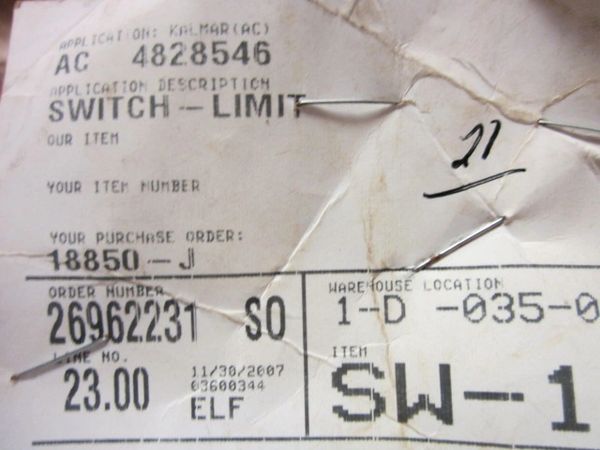 APPLICATION: KALMAR(AC)
AC 4828546
APPLICATION DESCRIPTION
SWITCH - LIMIT
OUR ITEM
21
YOUR ITEM NUMBER
YOUR PURCHASE ORDER:
18850-J
ORDER NUMBER
26962231 SO
LINE NO.
23.00
11/30/2007
03600344
ELF
WAREHOUSE LOCATION
1-D -035-0
ITEM
SW-1